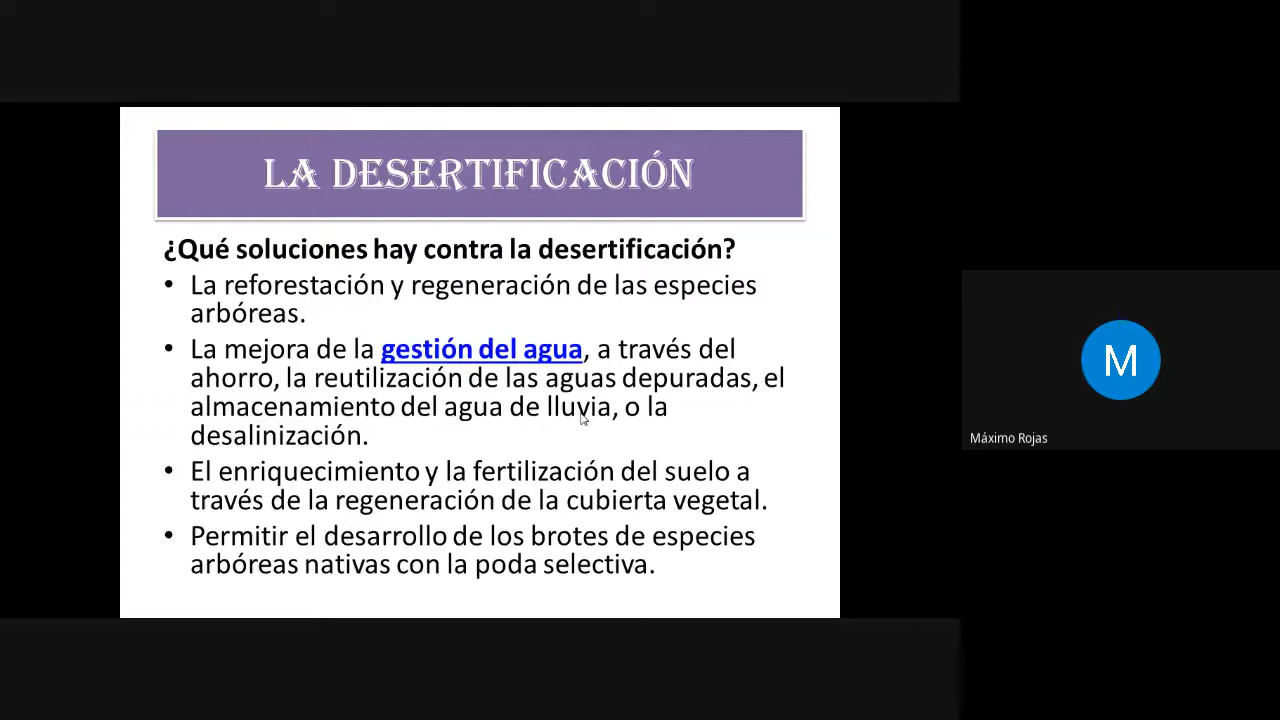 LA DESERTIFICACIÓN
¿Qué soluciones hay contra la desertificación?
• La reforestación y regeneración de las especies
arbóreas.
• La mejora de la gestión del agua, a través del
ahorro, la reutilización de las aguas depuradas, el
almacenamiento del agua de lluvia, o la
desalinización.
• El enriquecimiento y la fertilización del suelo a
través de la regeneración de la cubierta vegetal.
• Permitir el desarrollo de los brotes de especies
arbóreas nativas con la poda selectiva.
M
Máximo Rojas